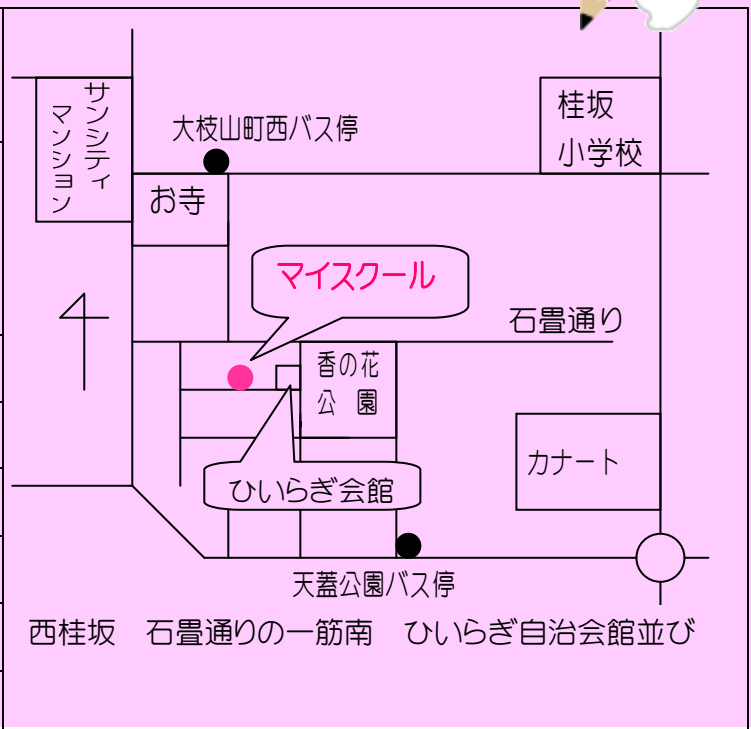 サンシティ
マンション
大枝山町西バス停
桂坂
小学校
お寺
マイスクール
石畳通り
香の花
公　園
カナート
ひいらぎ会館
天蓋公園バス停
西桂坂　石畳通りの一筋南　ひいらぎ自治会館並び